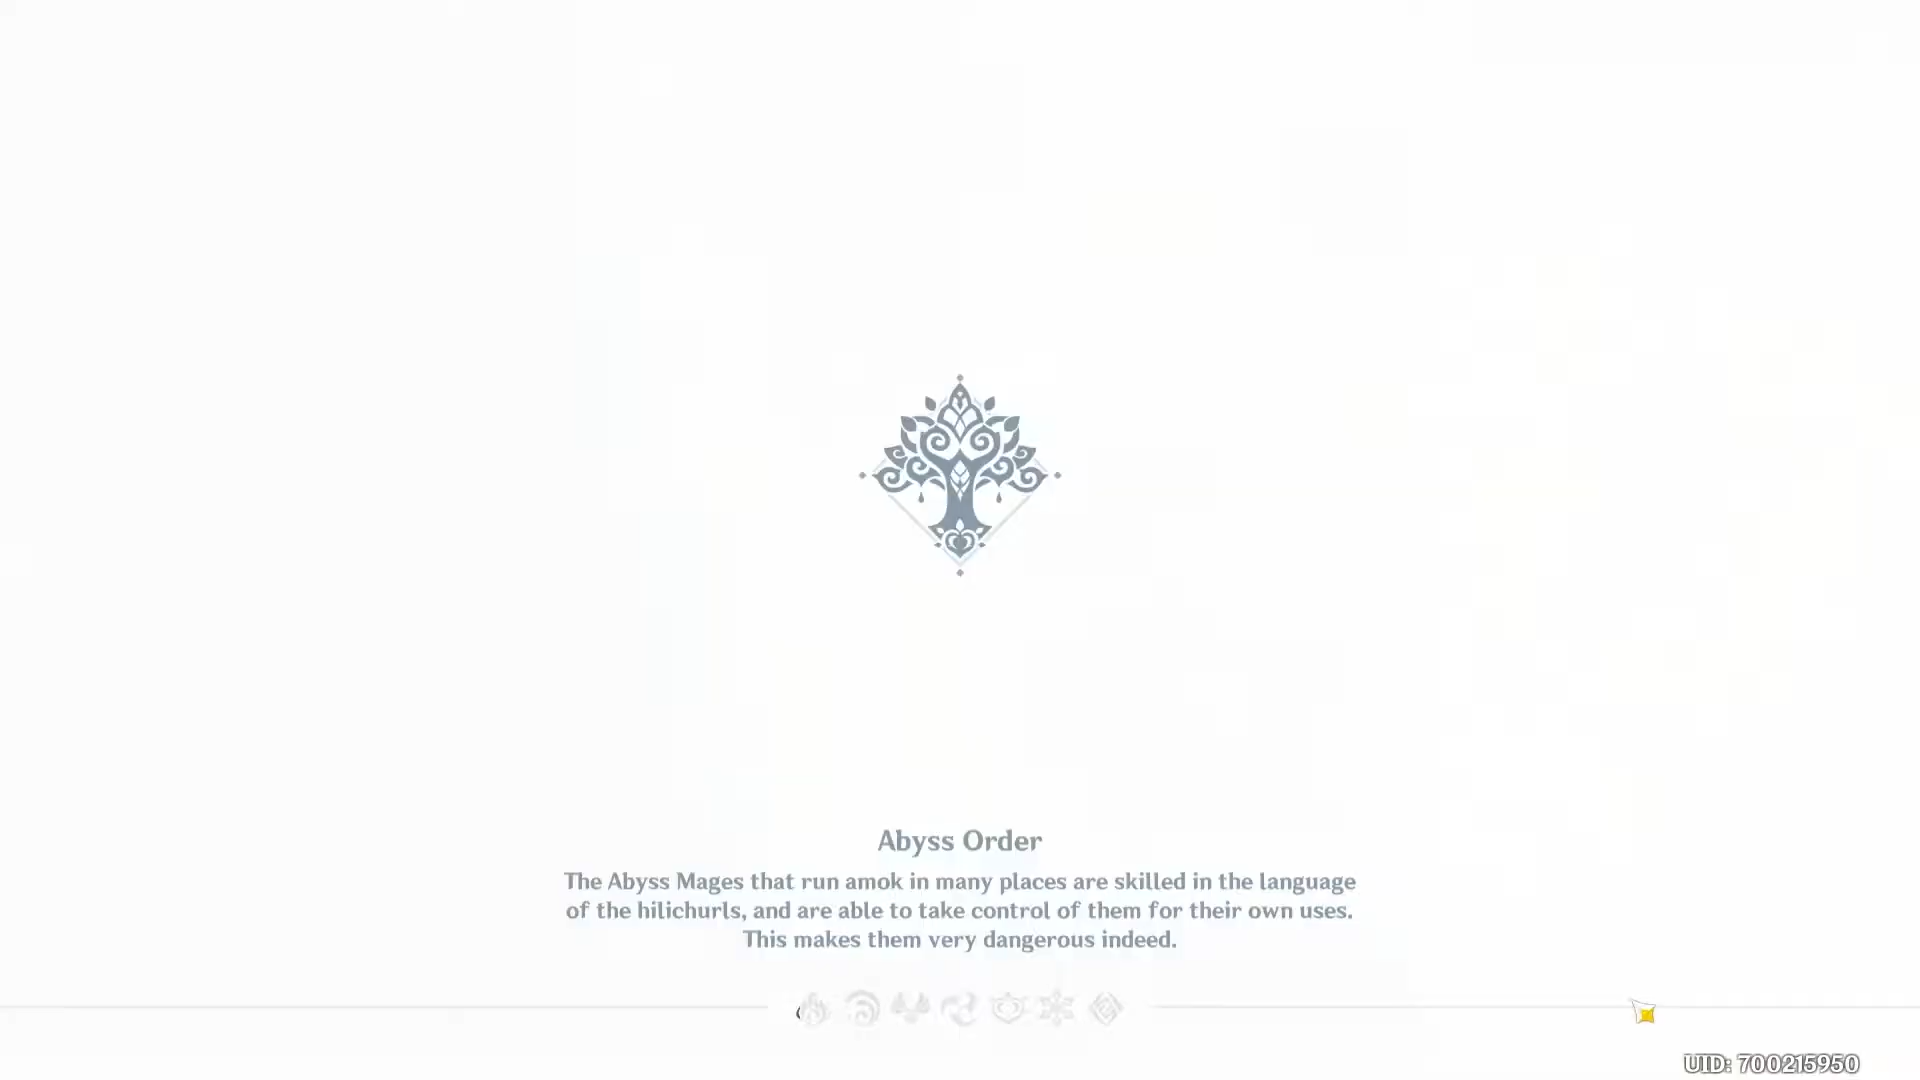 Abyss Order
The Abyss Mages that run amok in many places are skilled in the language
of the hilichurls, and are able to take control of them for their own uses.
This makes them very dangerous indeed.
UID: 700215950